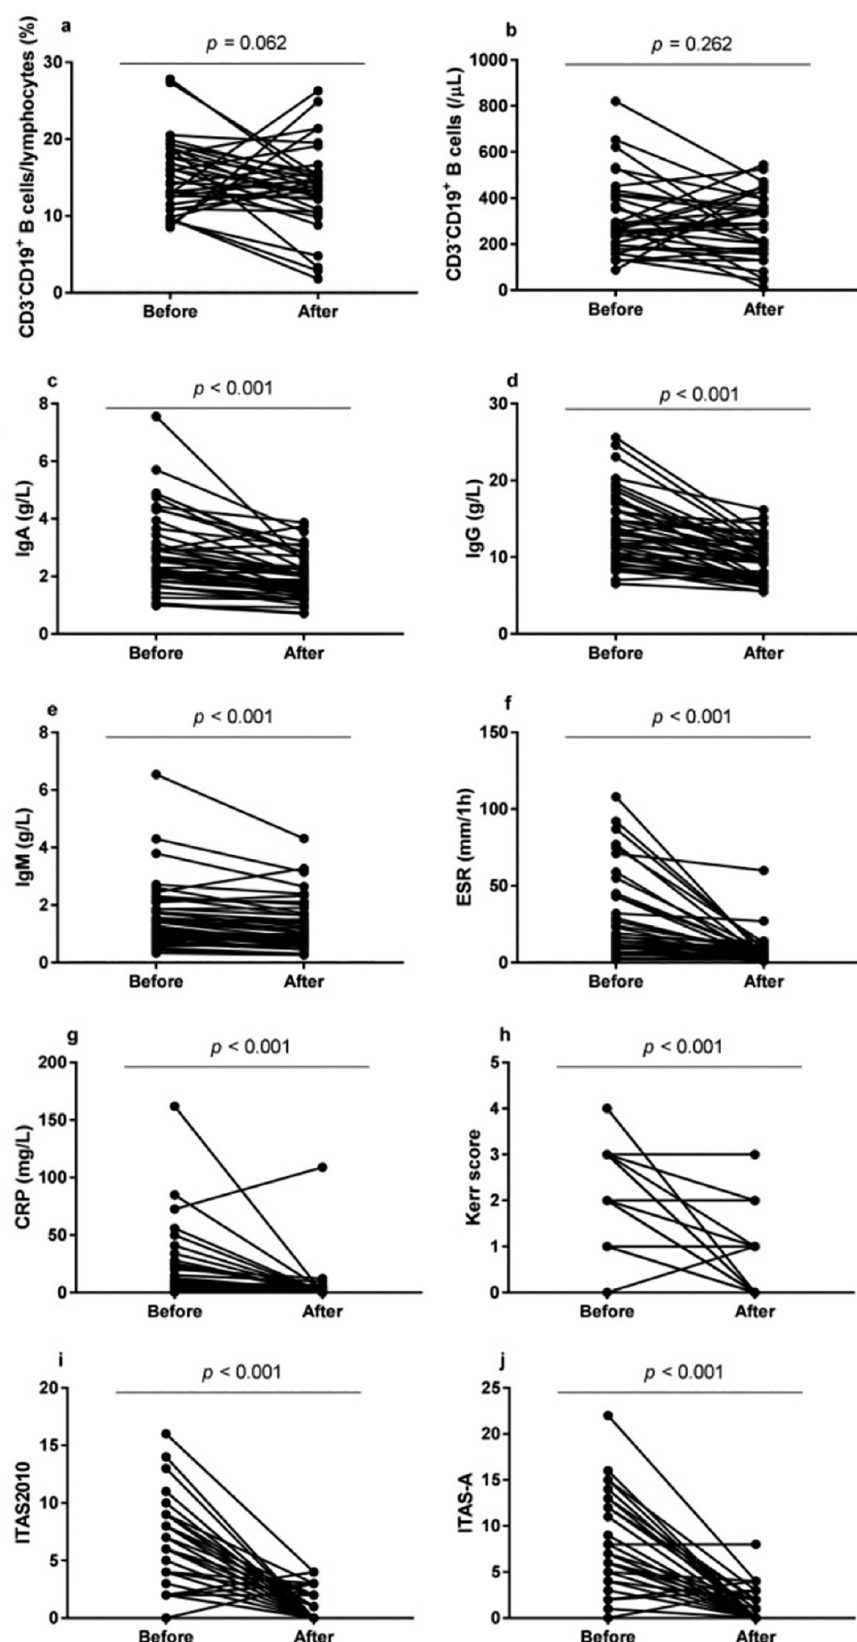 a
p = 0.062
CD3-CD19+ B cells/lymphocytes (%)
30
20
10
0
Before After
b
p = 0.262
CD3-CD19+ B cells (/μL)
1000
800
600
400
200
0
Before After
c
p < 0.001
IgA (g/L)
8
6
4
2
0
Before After
d
p < 0.001
IgG (g/L)
30
20
10
0
Before After
e
p < 0.001
IgM (g/L)
8
6
4
2
0
Before After
f
p < 0.001
ESR (mm/1h)
150
100
50
0
Before After
g
p < 0.001
CRP (mg/L)
200
150
100
50
0
Before After
h
p < 0.001
Kerr score
5
4
3
2
1
0
Before After
i
p < 0.001
ITAS2010
20
15
10
5
0
Before After
j
p < 0.001
ITAS-A
25
20
15
10
5
0
Before After